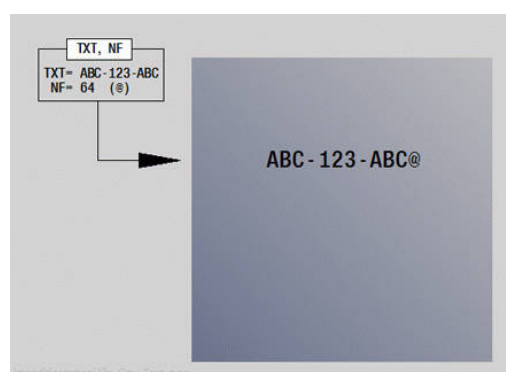 TXT, NF
TXT= ABC-123-ABC
NF= 64 (@)
ABC-123-ABC@